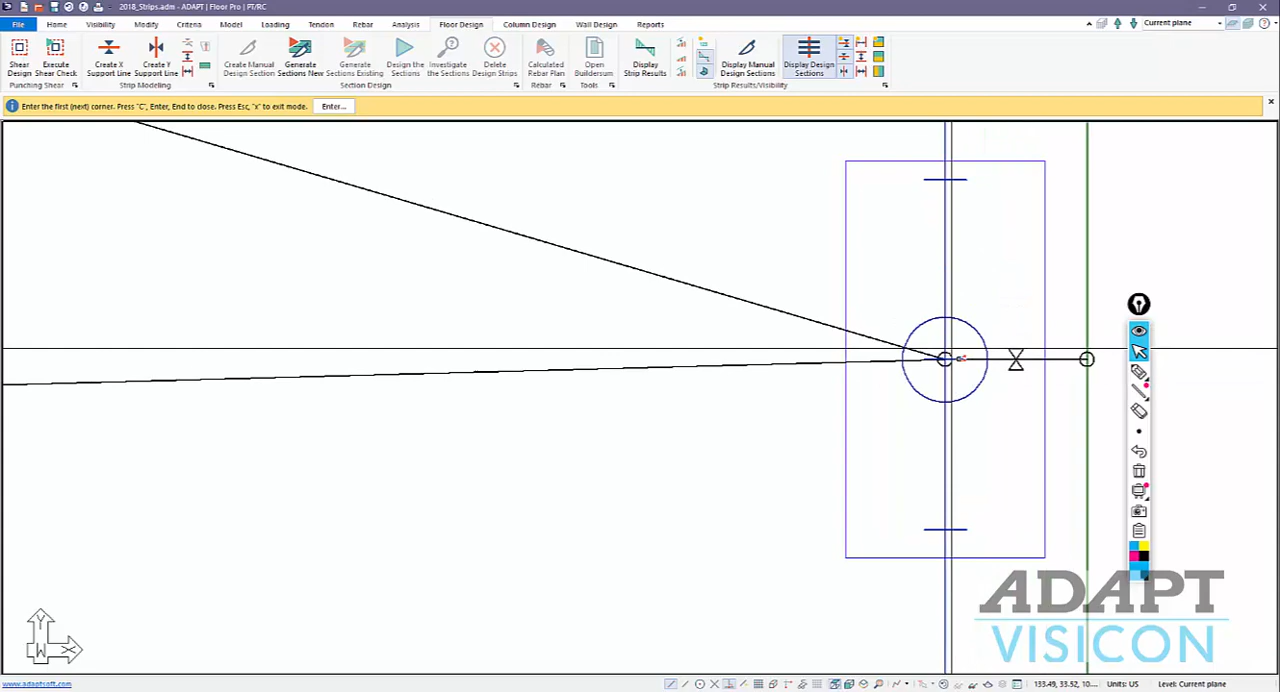 2018_Strips.adm - ADAPT | Floor Pro | PT/RC
File Home Visibility Modify Criteria Model Loading Tendon Rebar Analysis Floor Design Column Design Wall Design Reports Current plane
Shear Design Execute Shear Check Create X Support Line Create Y Support Line Create Manual Design Section Generate Sections New Generate Sections Existing Design the Sections Investigate the Sections Delete Design Strips Calculated Rebar Plan Open Buildersum Display Strip Results Display Manual Design Sections Display Design Sections
Punching Shear Strip Modeling Section Design Rebar Tools Strip Results/Visibility
Enter the first (next) corner. Press "C", Enter, End to close. Press Esc, "x" to exit mode. Enter...
ADAPT
VISICON
Y
W X
www.adaptsoft.com 133.49, 33.52, 10... Units: US Level: Current plane